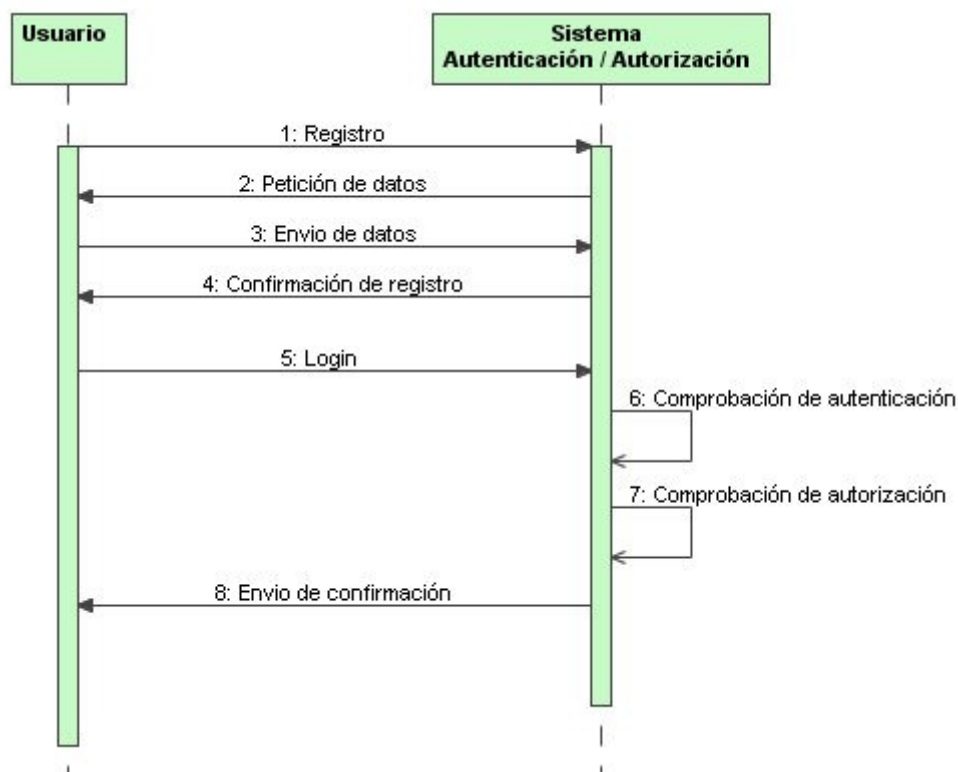 Usuario
Sistema
Autenticación / Autorización
1: Registro
2: Petición de datos
3: Envio de datos
4: Confirmación de registro
5: Login
6: Comprobación de autenticación
7: Comprobación de autorización
8: Envio de confirmación